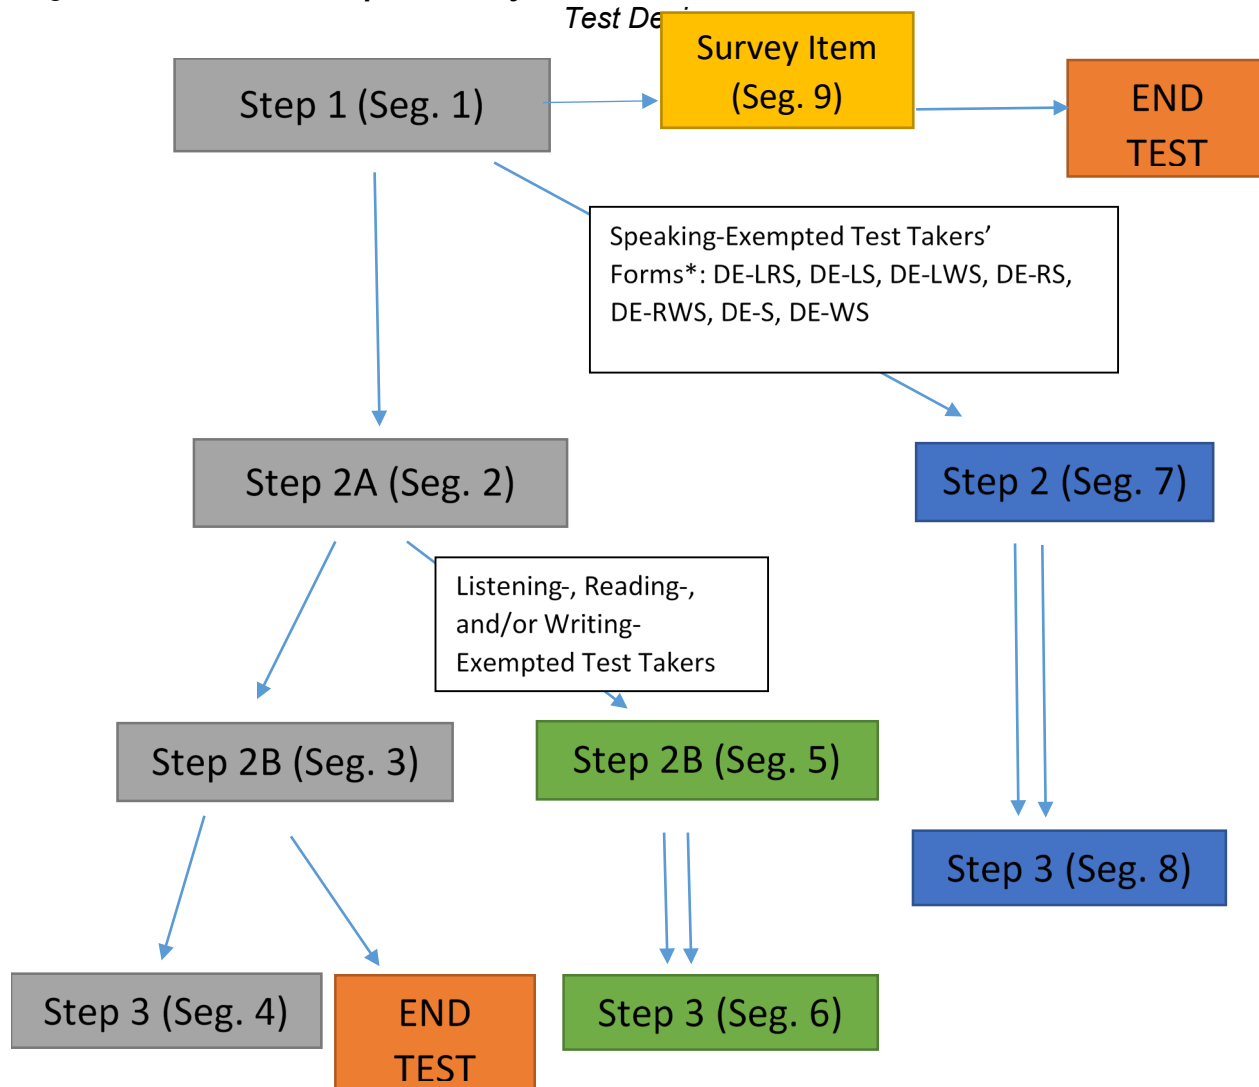 Test
Survey Item
(Seg. 9)
Step 1 (Seg. 1)
END
TEST
Speaking-Exempted Test Takers’
Forms*: DE-LRS, DE-LS, DE-LWS, DE-RS,
DE-RWS, DE-S, DE-WS
Step 2A (Seg. 2)
Step 2 (Seg. 7)
Listening-, Reading-,
and/or Writing-
Exempted Test Takers
Step 2B (Seg. 3)
Step 2B (Seg. 5)
Step 3 (Seg. 8)
Step 3 (Seg. 4)
END
TEST
Step 3 (Seg. 6)